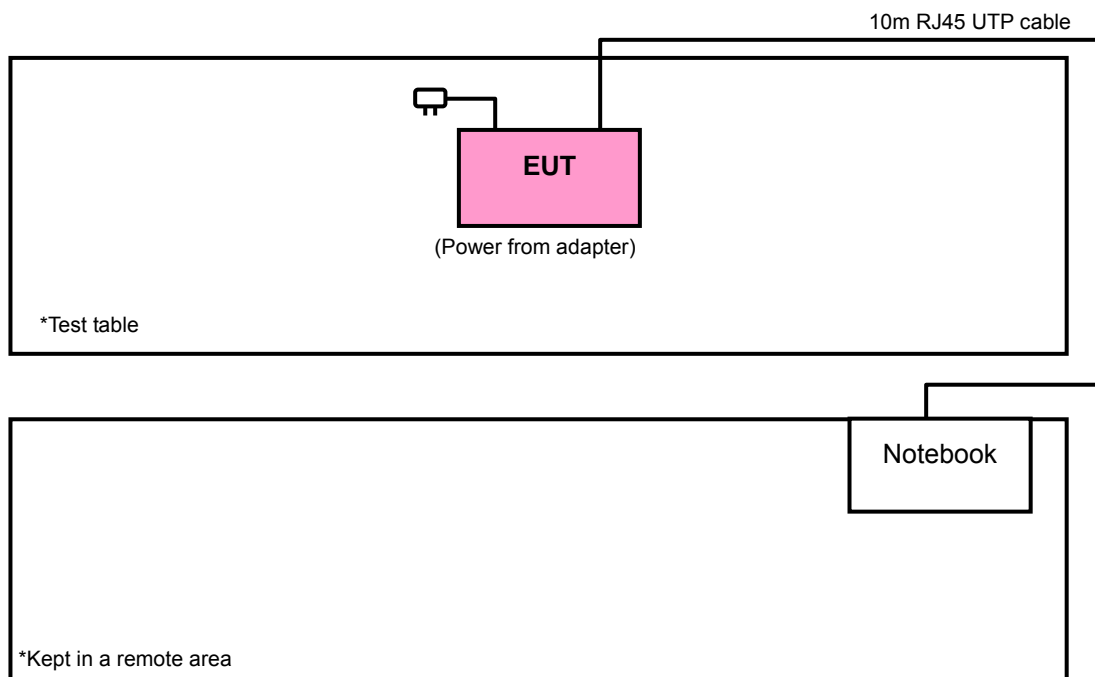 10m RJ45 UTP cable
EUT
(Power from adapter)
*Test table
Notebook
*Kept in a remote area